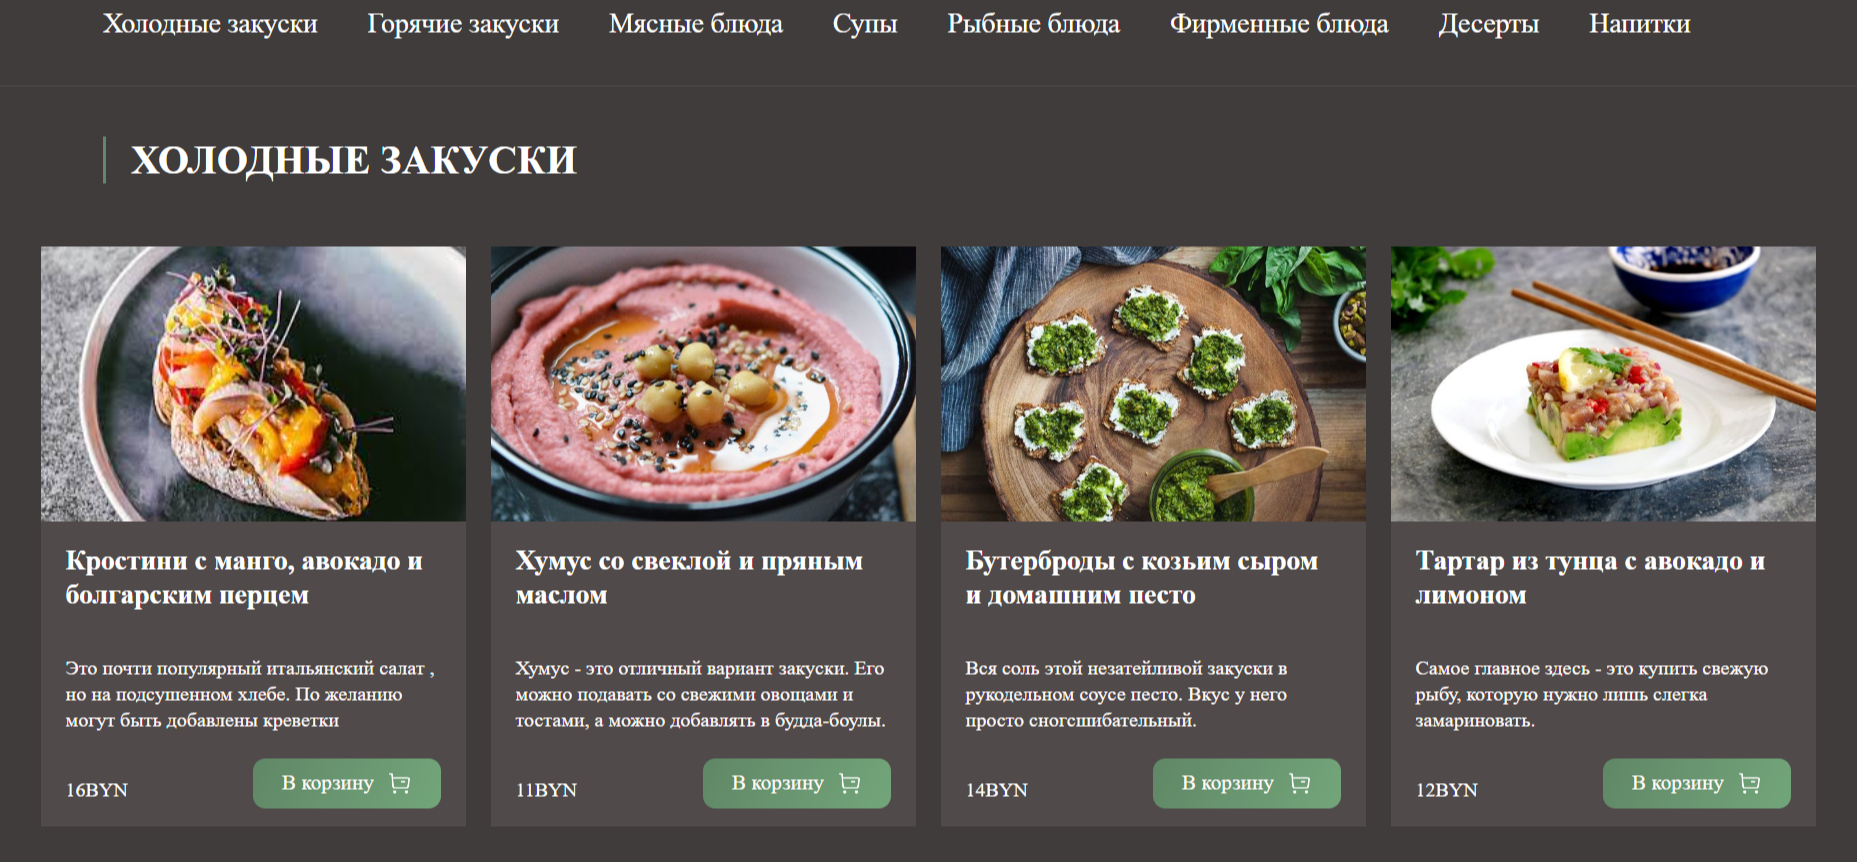 Холодные закуски Горячие закуски Мясные блюда Супы Рыбные блюда Фирменные блюда Десерты Напитки
ХОЛОДНЫЕ ЗАКУСКИ
Кростини с манго, авокадо и
болгарским перцем
Это почти популярный итальянский салат ,
но на подсушенном хлебе. По желанию
могут быть добавлены креветки
16BYN
В корзину
Хумус со свеклой и пряным
маслом
Хумус - это отличный вариант закуски. Его
можно подавать со свежими овощами и
тостами, а можно добавлять в будда-боулы.
11BYN
В корзину
Бутерброды с козьим сыром
и домашним песто
Вся соль этой незатейливой закуски в
рукодельном соусе песто. Вкус у него
просто сногсшибательный.
14BYN
В корзину
Тартар из тунца с авокадо и
лимоном
Самое главное здесь - это купить свежую
рыбу, которую нужно лишь слегка
замариновать.
12BYN
В корзину